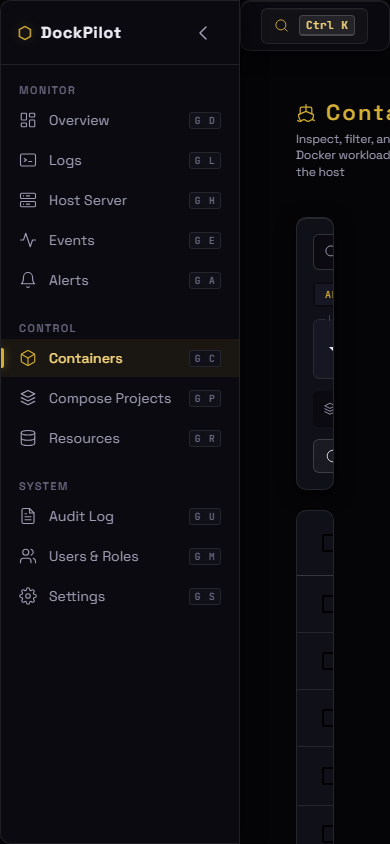 DockPilot
Ctrl K
MONITOR
Overview G D
Logs G L
Host Server G H
Events G E
Alerts G A
CONTROL
Containers G C
Compose Projects G P
Resources G R
SYSTEM
Audit Log G U
Users & Roles G M
Settings G S
Conta
Inspect, filter, an
Docker workload
the host